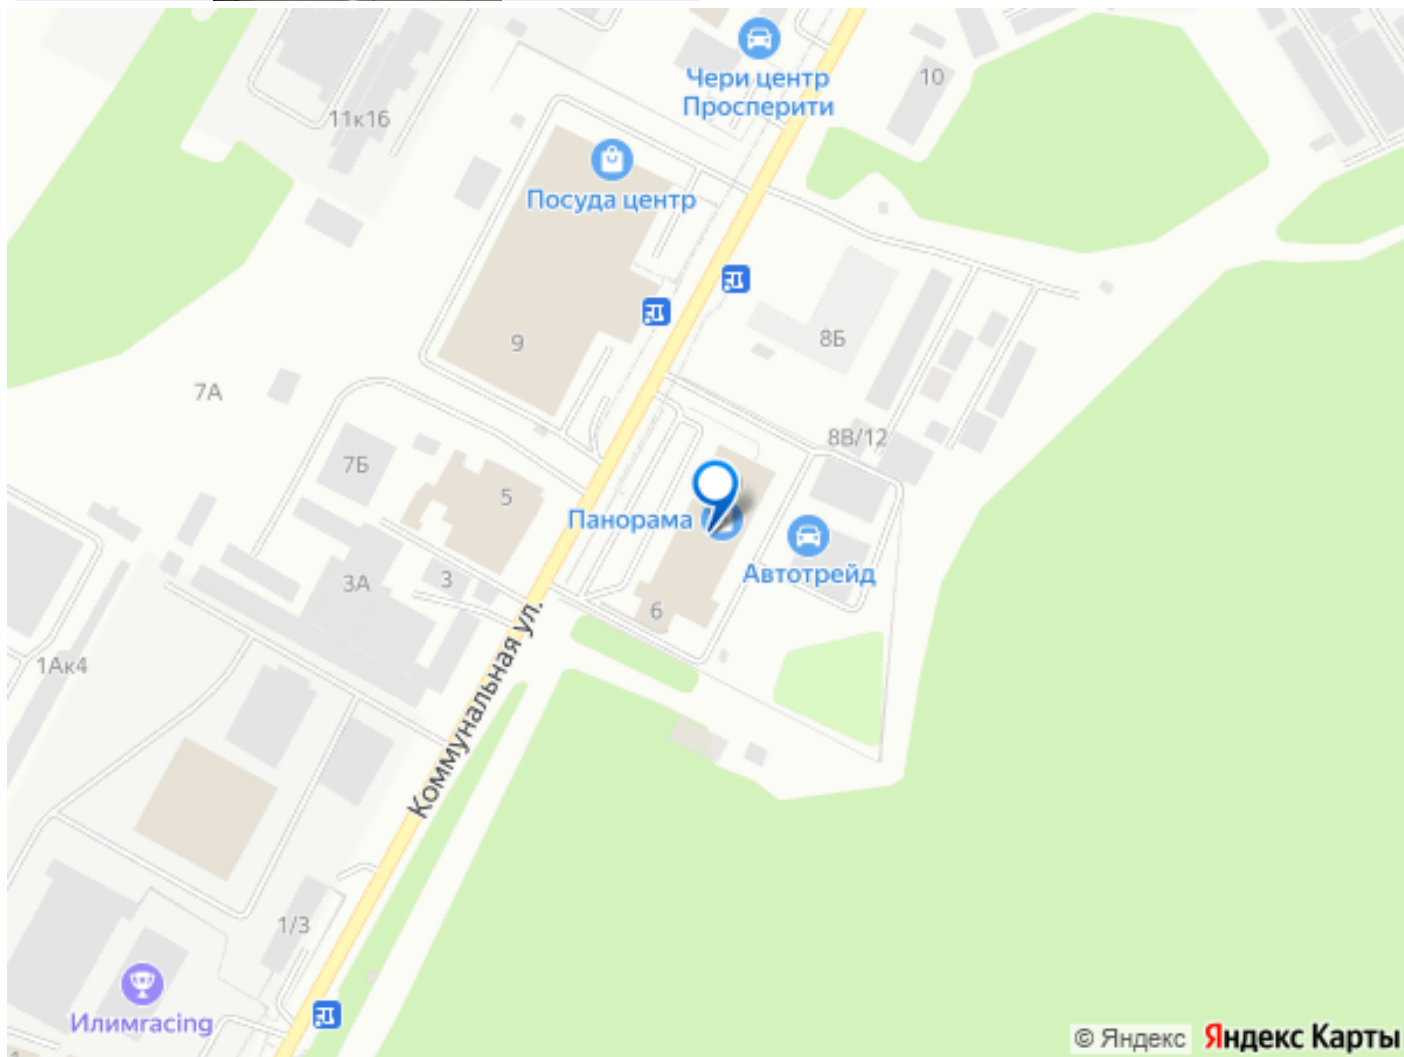 Чери центр
Просперити
10
11к16
Посуда центр
9
8Б
7А
8В/12
7Б
5
Панорама
Автотрейд
3А
3
6
1Ак4
Коммунальная ул.
1/3
Илимracing
© Яндекс Яндекс Карты